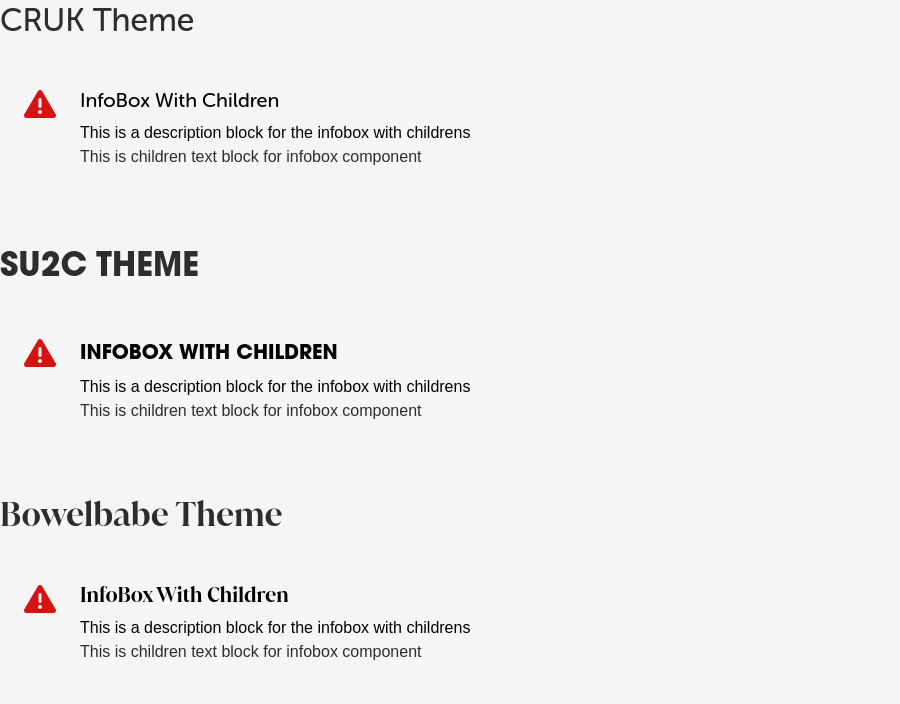 CRUK Theme
InfoBox With Children
This is a description block for the infobox with childrens
This is children text block for infobox component
SU2C THEME
INFOBOX WITH CHILDREN
This is a description block for the infobox with childrens
This is children text block for infobox component
Bowelbabe Theme
InfoBox With Children
This is a description block for the infobox with childrens
This is children text block for infobox component